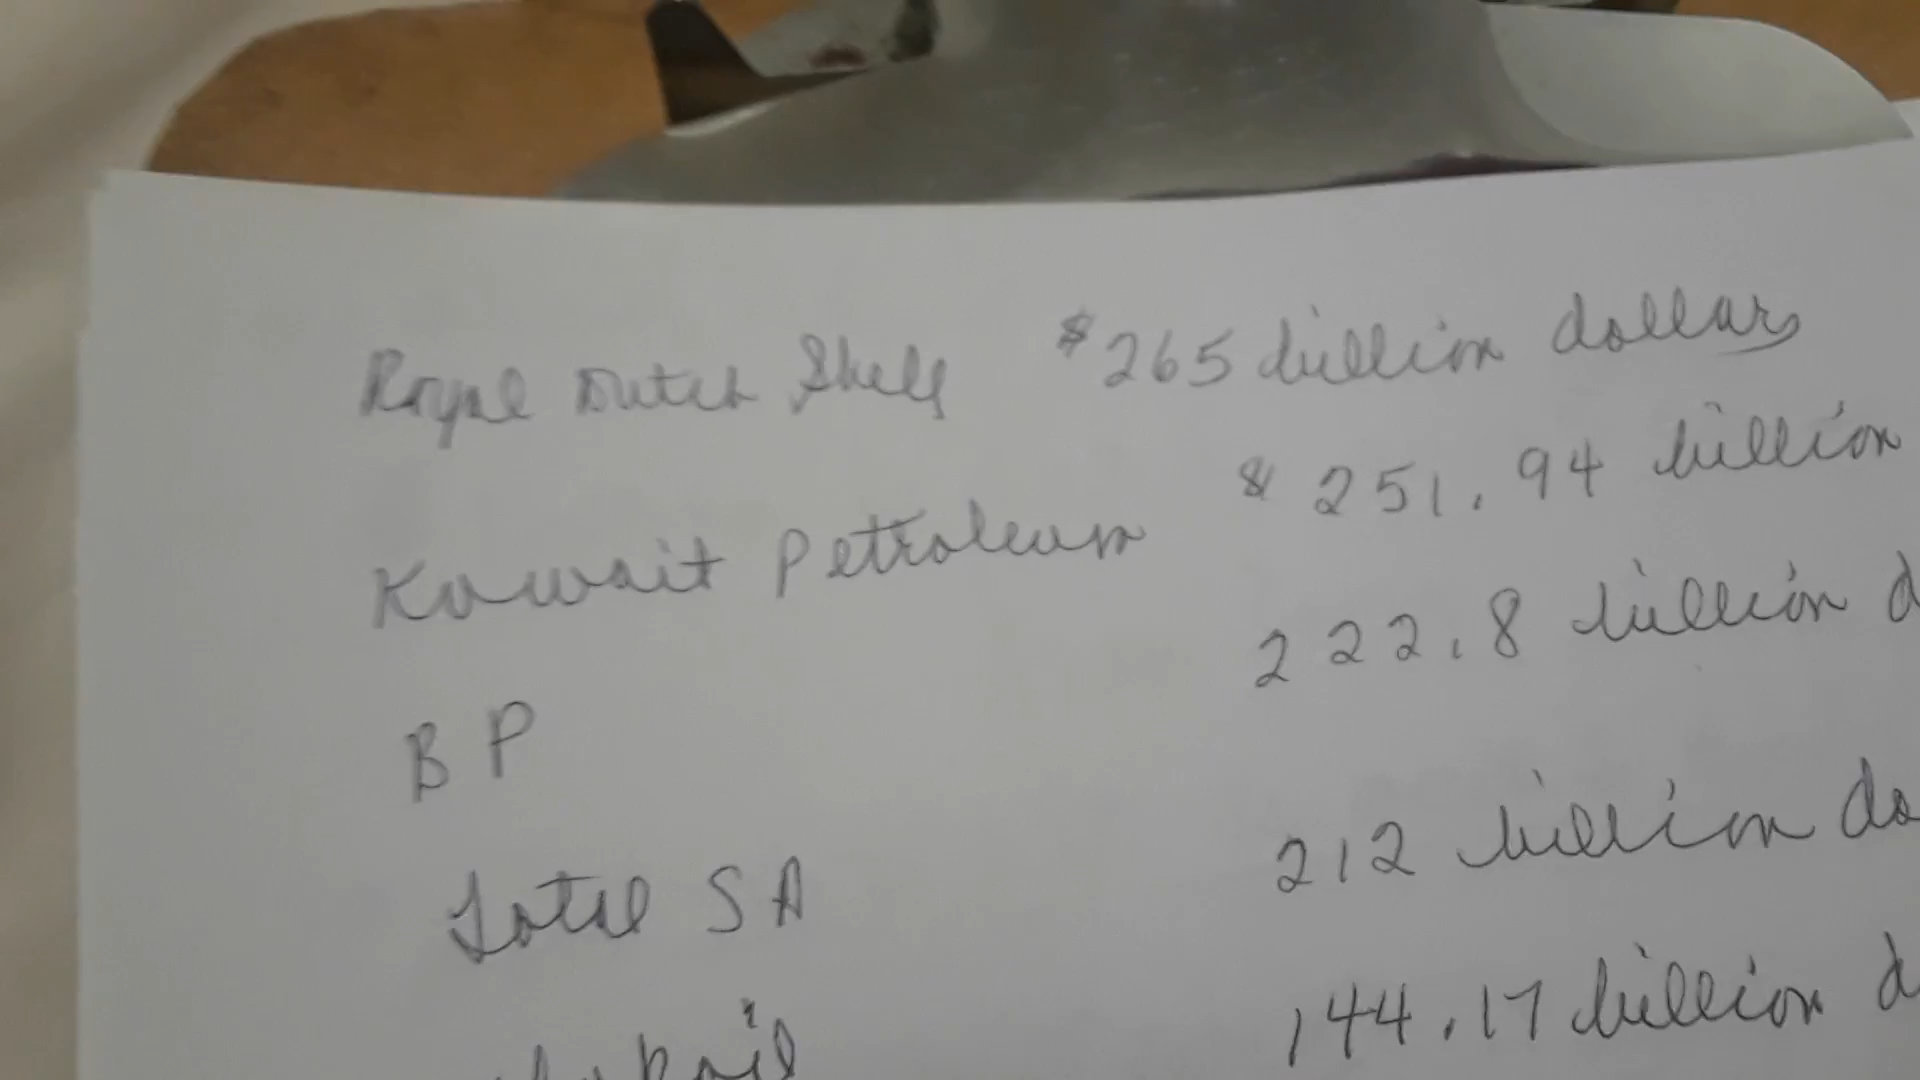 Royal Dutch Shell $265 billion dollars
Kuwait Petroleum $251.94 billion
BP 222.8 billion d
Total SA 212 billion do
144.17 billion d